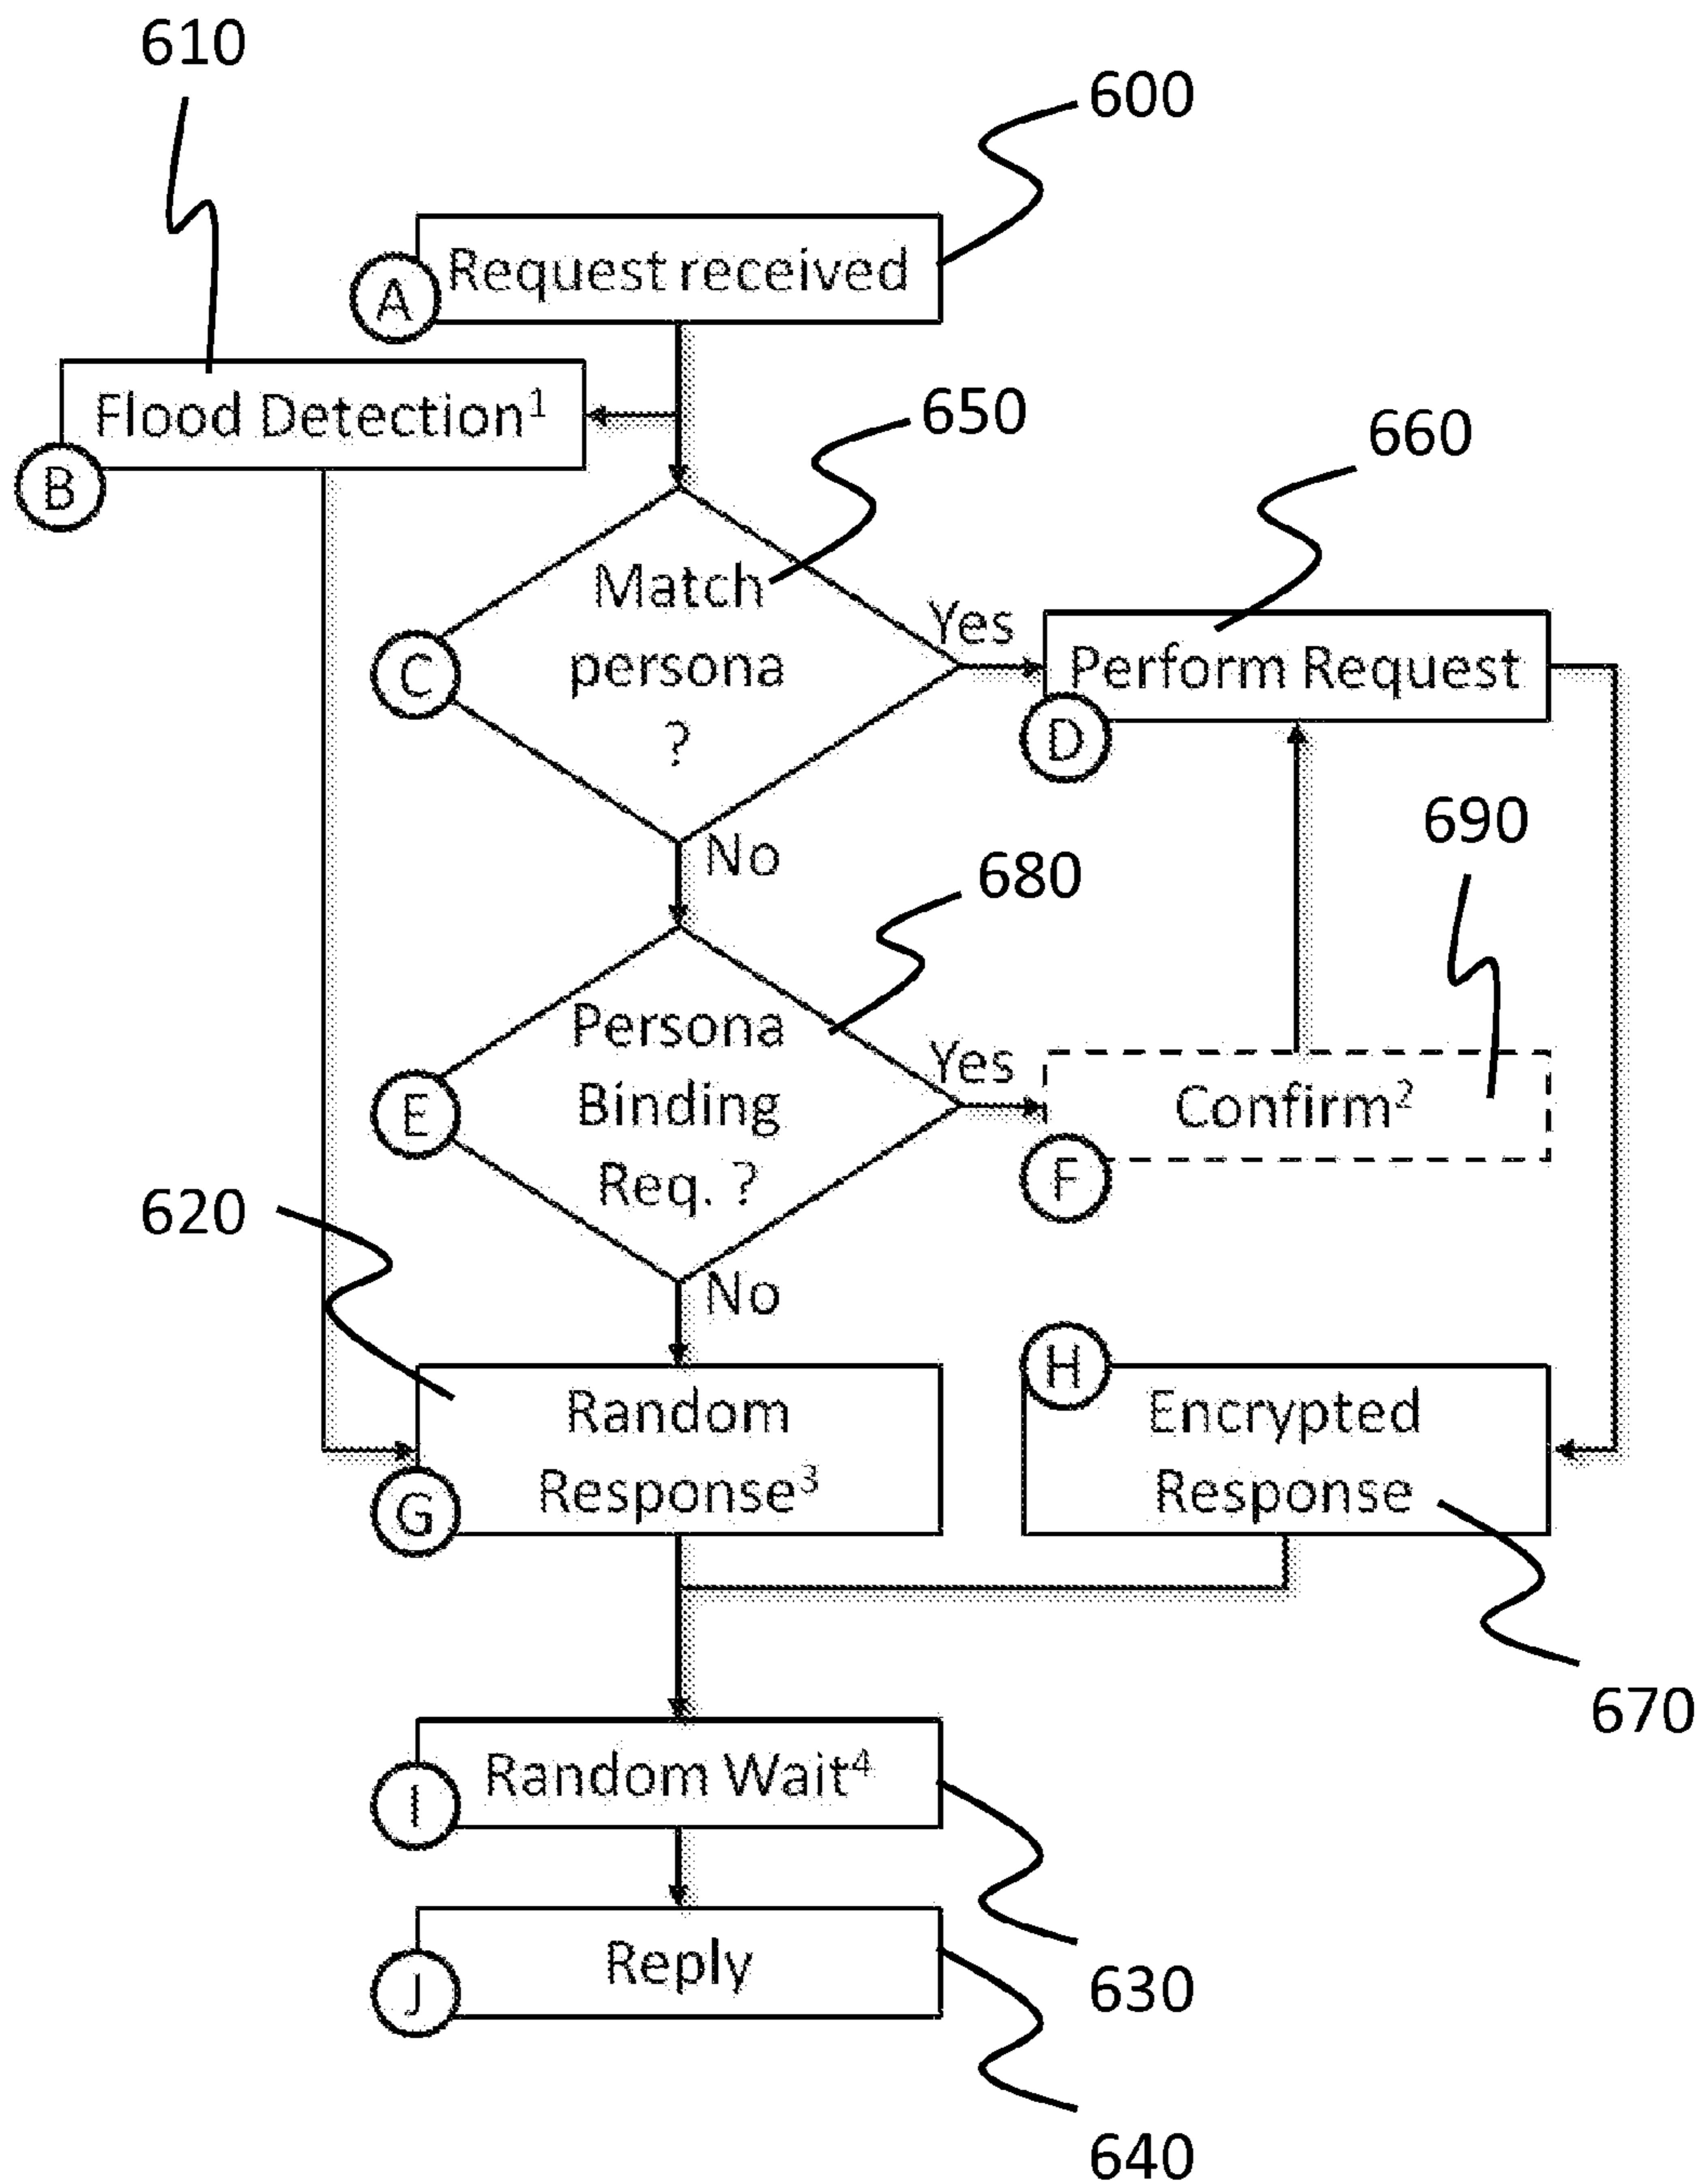 610
600
Request received
A
Flood Detection¹
B
650
660
Match
persona
?
C
Yes
Perform Request
D
No
690
680
Persona
Binding
Req. ?
E
Yes
Confirm²
F
620
No
Random
Response³
G
H
Encrypted
Response
670
Random Wait⁴
I
630
Reply
J
640